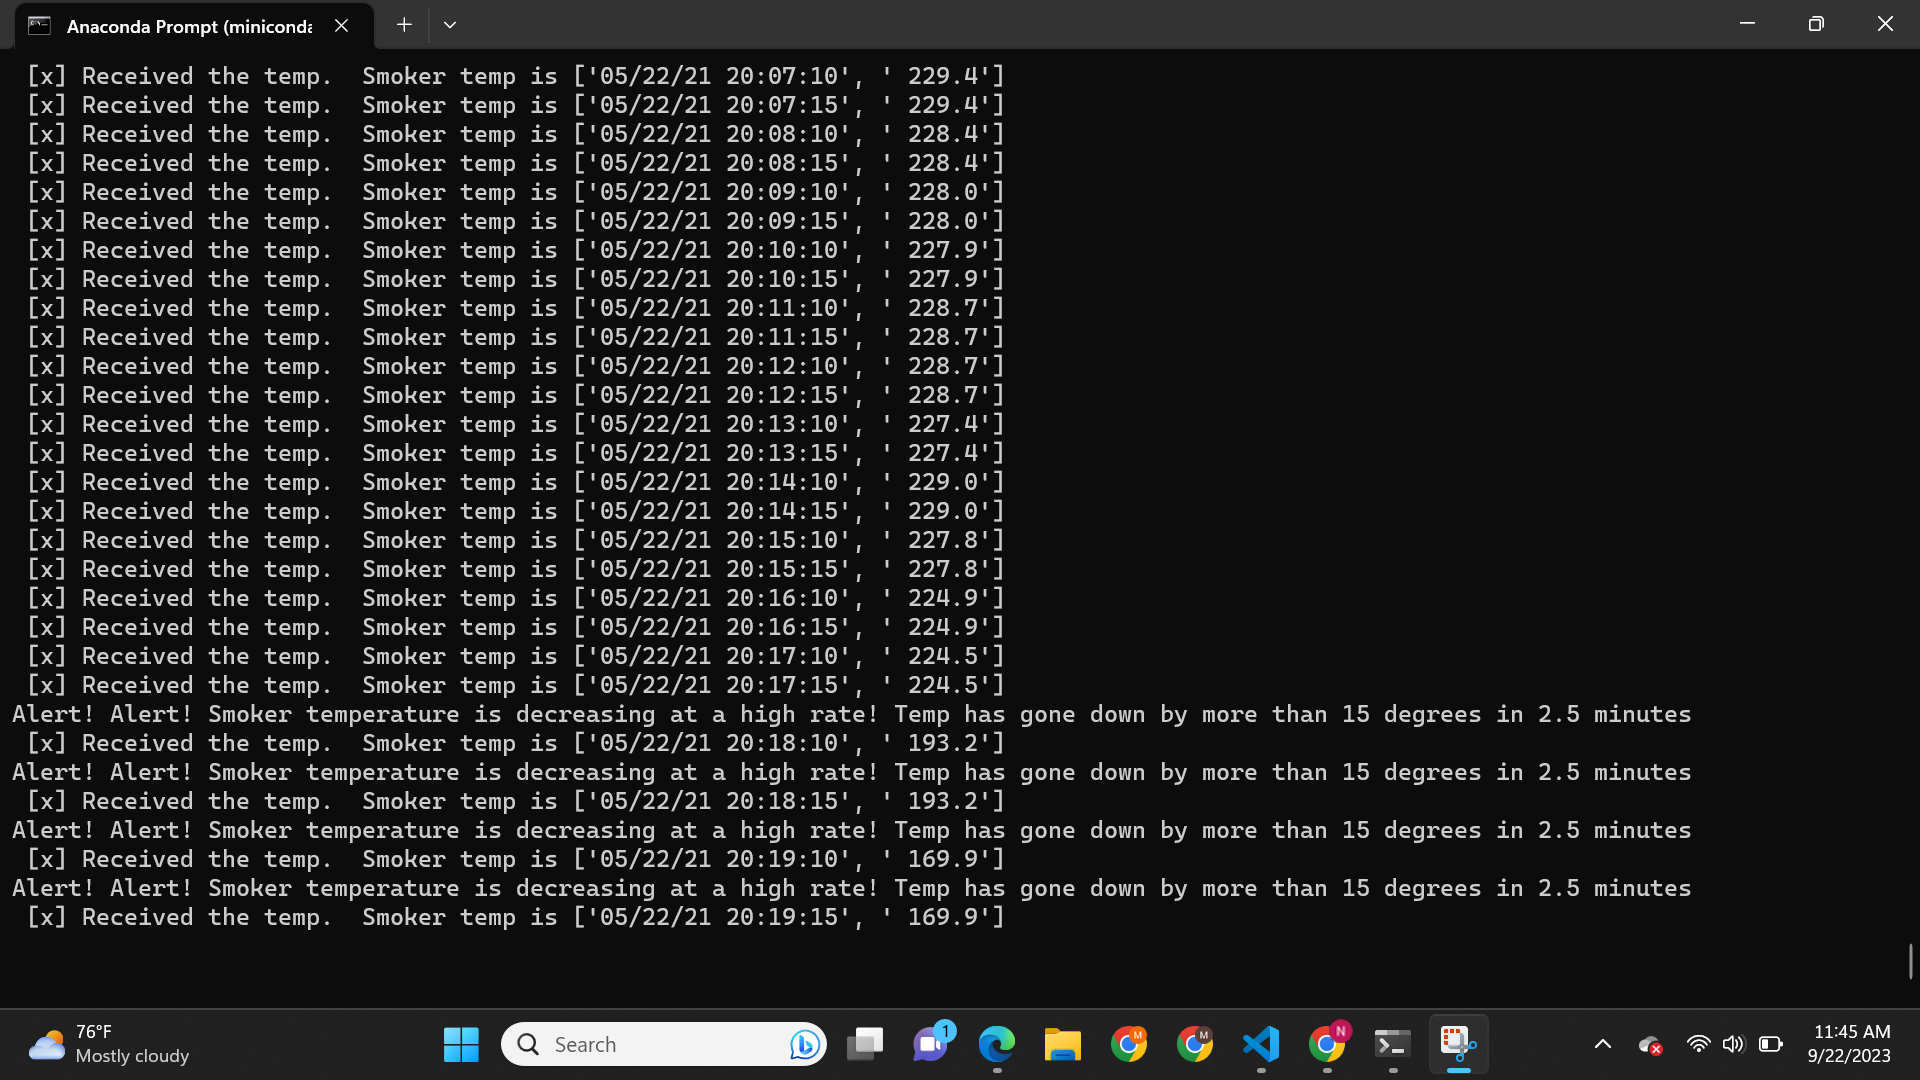 Anaconda Prompt (miniconda
[x] Received the temp.  Smoker temp is ['05/22/21 20:07:10', ' 229.4']
[x] Received the temp.  Smoker temp is ['05/22/21 20:07:15', ' 229.4']
[x] Received the temp.  Smoker temp is ['05/22/21 20:08:10', ' 228.4']
[x] Received the temp.  Smoker temp is ['05/22/21 20:08:15', ' 228.4']
[x] Received the temp.  Smoker temp is ['05/22/21 20:09:10', ' 228.0']
[x] Received the temp.  Smoker temp is ['05/22/21 20:09:15', ' 228.0']
[x] Received the temp.  Smoker temp is ['05/22/21 20:10:10', ' 227.9']
[x] Received the temp.  Smoker temp is ['05/22/21 20:10:15', ' 227.9']
[x] Received the temp.  Smoker temp is ['05/22/21 20:11:10', ' 228.7']
[x] Received the temp.  Smoker temp is ['05/22/21 20:11:15', ' 228.7']
[x] Received the temp.  Smoker temp is ['05/22/21 20:12:10', ' 228.7']
[x] Received the temp.  Smoker temp is ['05/22/21 20:12:15', ' 228.7']
[x] Received the temp.  Smoker temp is ['05/22/21 20:13:10', ' 227.4']
[x] Received the temp.  Smoker temp is ['05/22/21 20:13:15', ' 227.4']
[x] Received the temp.  Smoker temp is ['05/22/21 20:14:10', ' 229.0']
[x] Received the temp.  Smoker temp is ['05/22/21 20:14:15', ' 229.0']
[x] Received the temp.  Smoker temp is ['05/22/21 20:15:10', ' 227.8']
[x] Received the temp.  Smoker temp is ['05/22/21 20:15:15', ' 227.8']
[x] Received the temp.  Smoker temp is ['05/22/21 20:16:10', ' 224.9']
[x] Received the temp.  Smoker temp is ['05/22/21 20:16:15', ' 224.9']
[x] Received the temp.  Smoker temp is ['05/22/21 20:17:10', ' 224.5']
[x] Received the temp.  Smoker temp is ['05/22/21 20:17:15', ' 224.5']
Alert! Alert! Smoker temperature is decreasing at a high rate! Temp has gone down by more than 15 degrees in 2.5 minutes
[x] Received the temp.  Smoker temp is ['05/22/21 20:18:10', ' 193.2']
Alert! Alert! Smoker temperature is decreasing at a high rate! Temp has gone down by more than 15 degrees in 2.5 minutes
[x] Received the temp.  Smoker temp is ['05/22/21 20:18:15', ' 193.2']
Alert! Alert! Smoker temperature is decreasing at a high rate! Temp has gone down by more than 15 degrees in 2.5 minutes
[x] Received the temp.  Smoker temp is ['05/22/21 20:19:10', ' 169.9']
Alert! Alert! Smoker temperature is decreasing at a high rate! Temp has gone down by more than 15 degrees in 2.5 minutes
[x] Received the temp.  Smoker temp is ['05/22/21 20:19:15', ' 169.9']
76°F
Mostly cloudy
Search
1
M
M
N
11:45 AM
9/22/2023